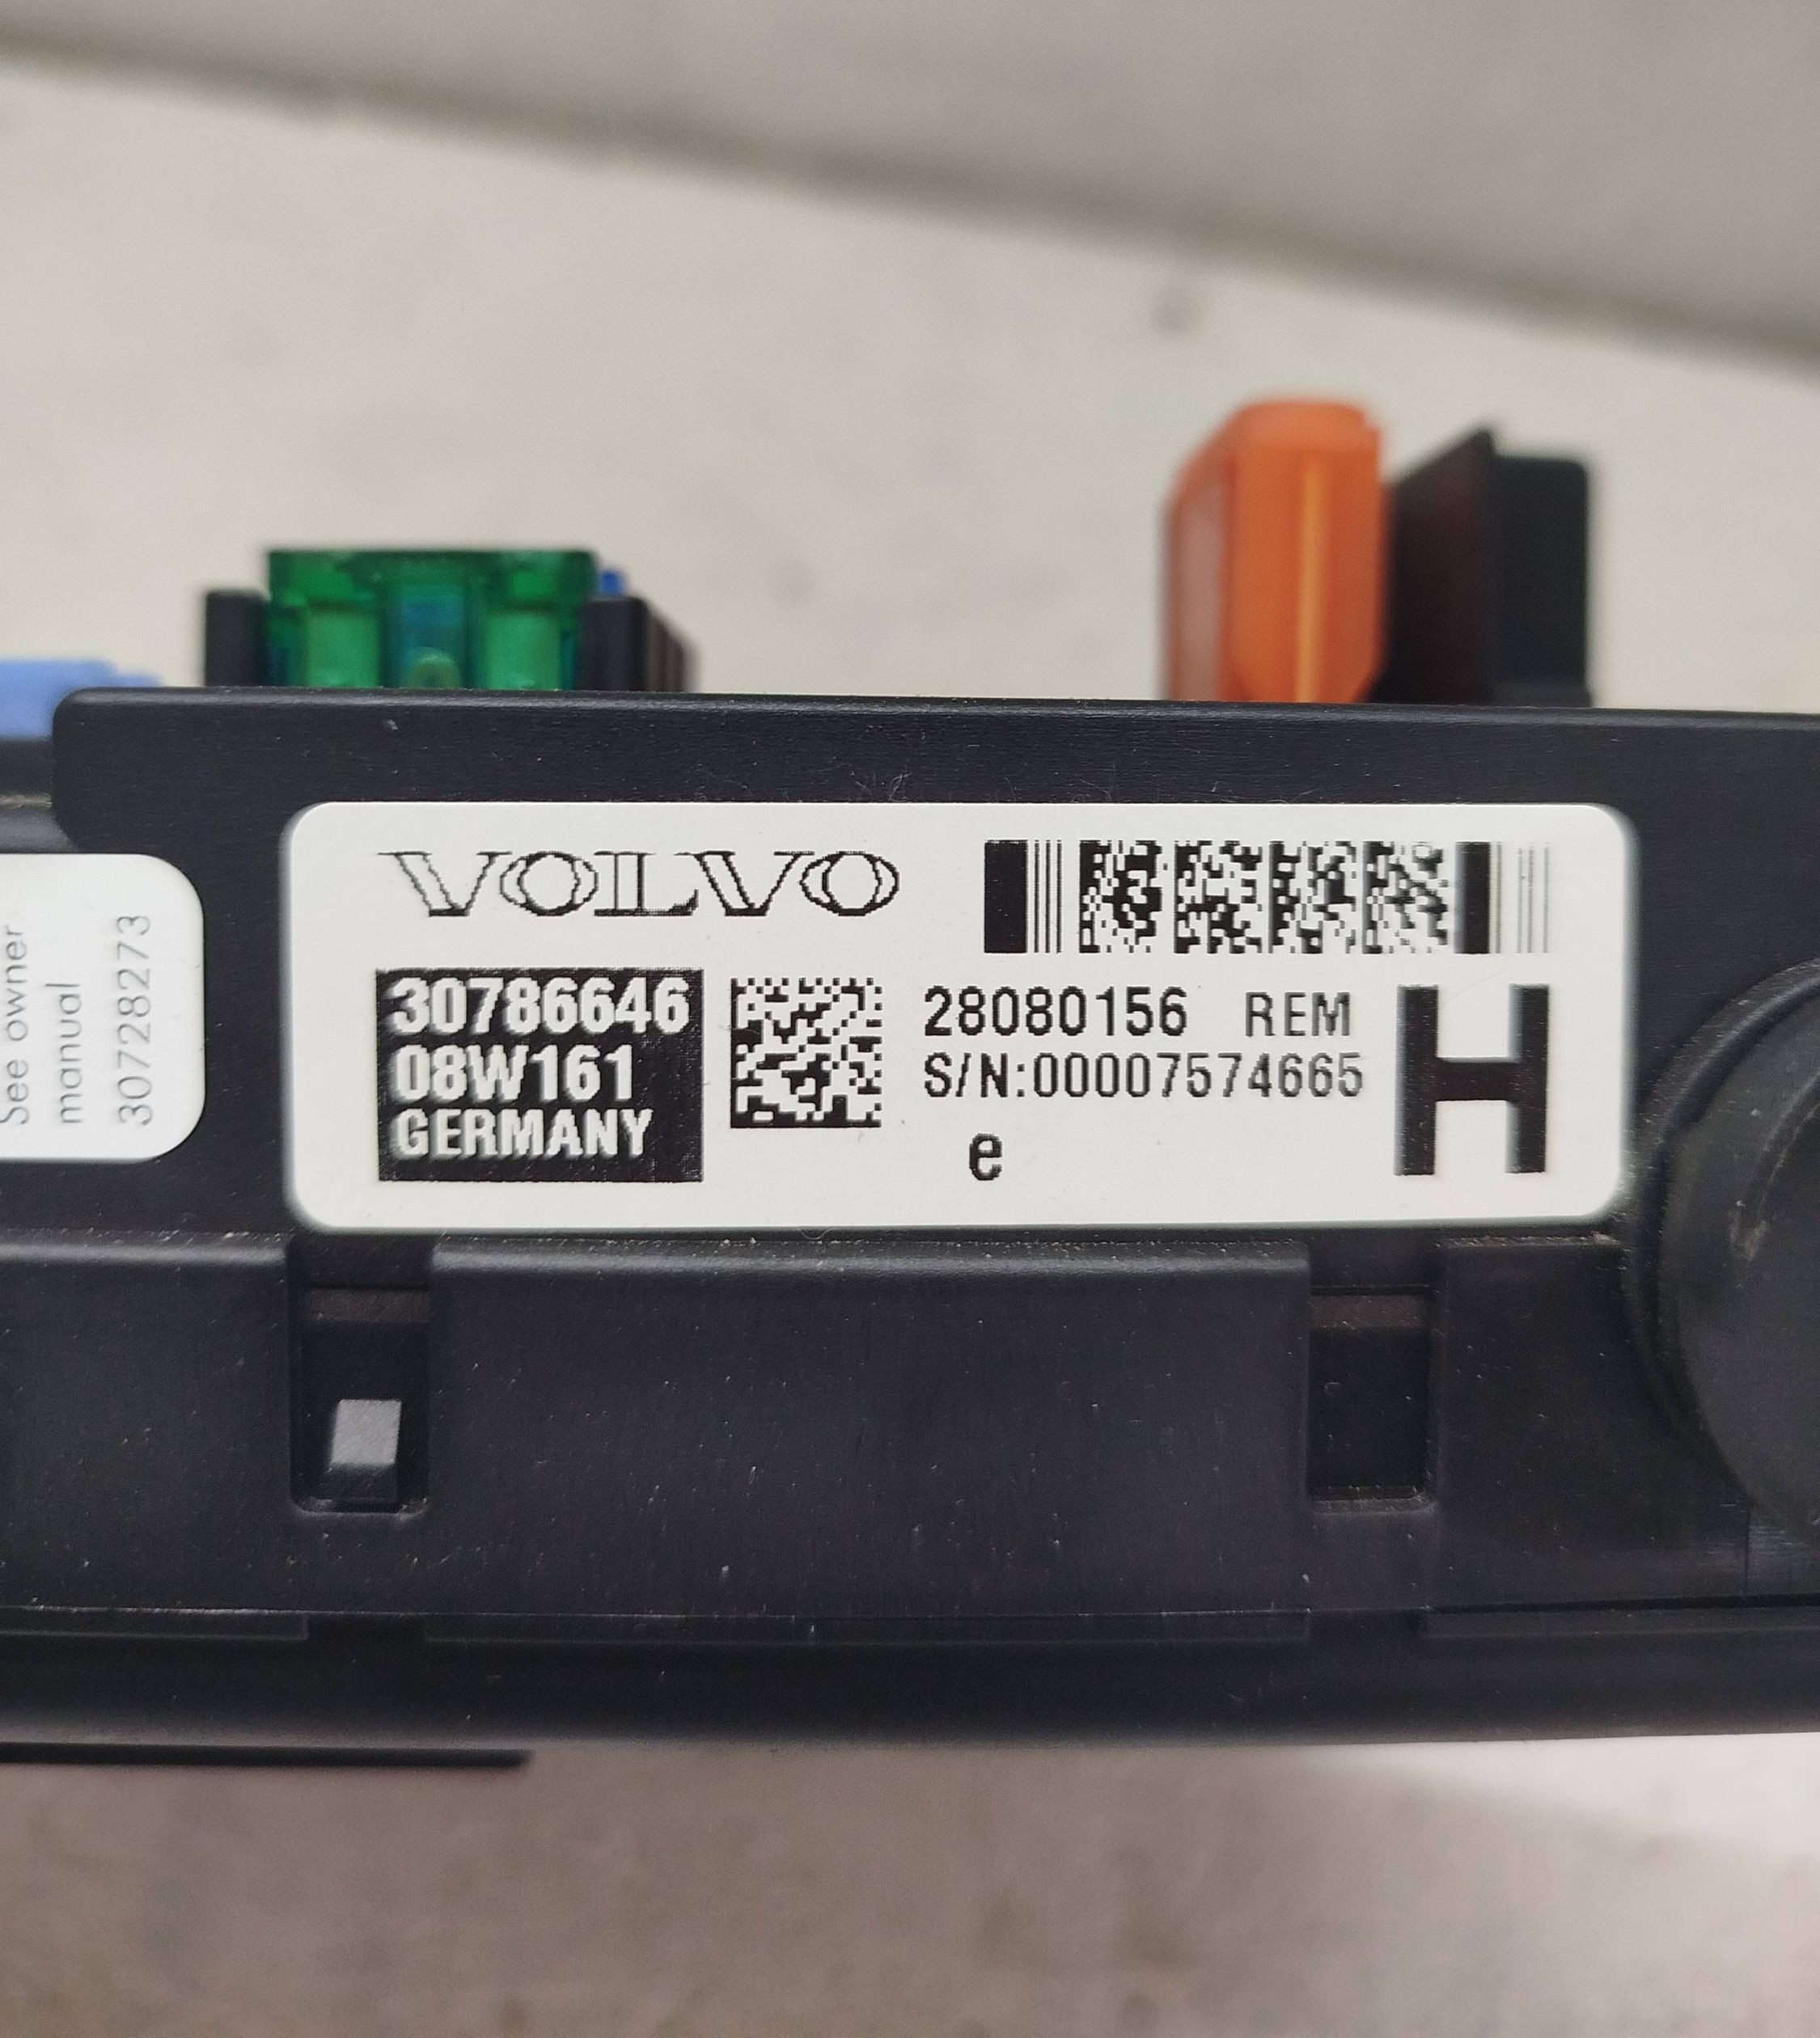 See owner
manual
30728273
VOLVO
30786646
08W161
GERMANY
28080156 REM
S/N:00007574665
e
H